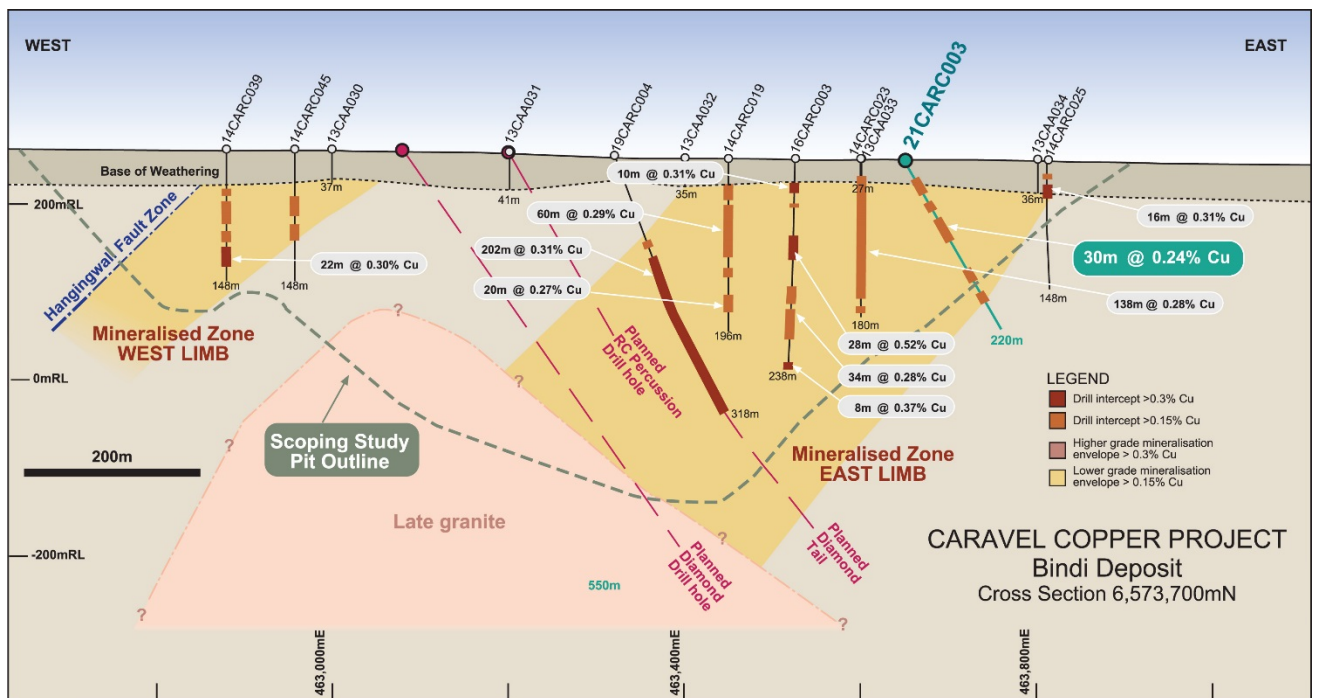 WEST
EAST
14CARC039
14CARC045
13CAA030
13CAA031
19CARC004
13CAA032
14CARC019
16CARC003
14CARC023
13CAA033
21CARC003
13CAA034
14CARC025
Base of Weathering
37m
41m
35m
27m
36m
10m @ 0.31% Cu
16m @ 0.31% Cu
200mRL
60m @ 0.29% Cu
202m @ 0.31% Cu
30m @ 0.24% Cu
22m @ 0.30% Cu
20m @ 0.27% Cu
138m @ 0.28% Cu
148m
148m
148m
Hangingwall Fault Zone
196m
180m
220m
28m @ 0.52% Cu
Mineralised Zone
WEST LIMB
?
Planned
RC Percussion
Drill hole
238m
34m @ 0.28% Cu
0mRL
?
8m @ 0.37% Cu
318m
LEGEND
Drill intercept >0.3% Cu
Drill intercept >0.15% Cu
Higher grade mineralisation
envelope > 0.3% Cu
Lower grade mineralisation
envelope > 0.15% Cu
Scoping Study
Pit Outline
?
Mineralised Zone
EAST LIMB
200m
Late granite
?
Planned
Diamond
Drill hole
Planned
Diamond
Tail
-200mRL
550m
CARAVEL COPPER PROJECT
Bindi Deposit
Cross Section 6,573,700mN
?
?
463,000mE
463,400mE
463,800mE